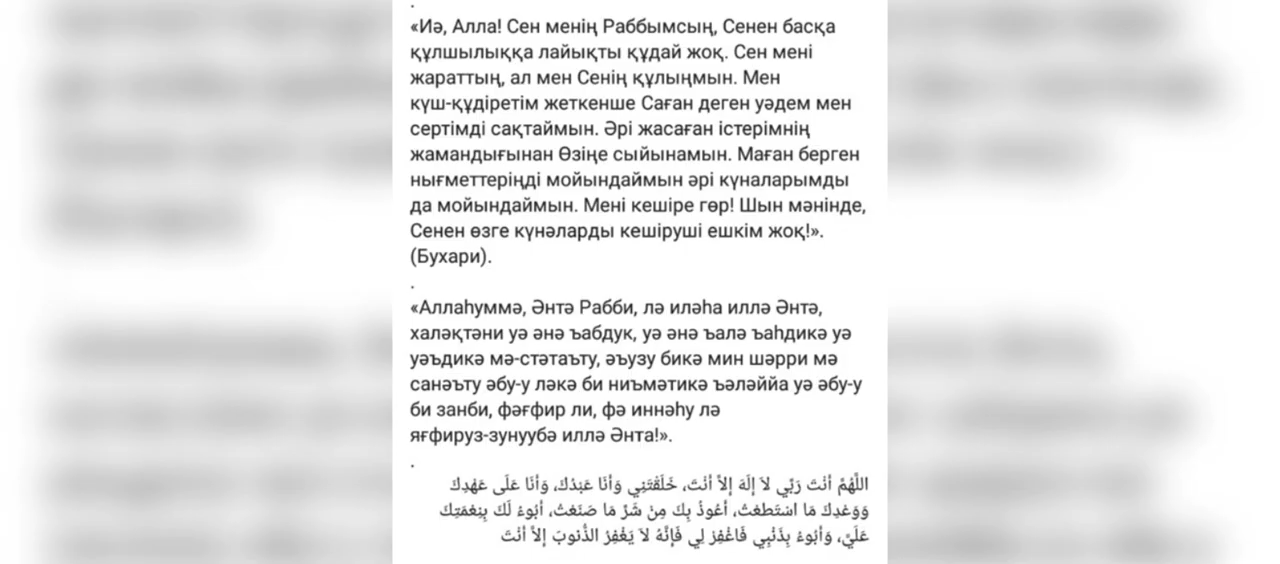 .
«Иә, Алла! Сен менің Раббымсың, Сенен басқа
құлшылыққа лайықты құдай жоқ. Сен мені
жараттың, ал мен Сенің құлыңмын. Мен
күш-құдіретім жеткенше Саған деген уәдем мен
сертімді сақтаймын. Әрі жасаған істерімнің
жамандығынан Өзіңе сыйынамын. Маған берген
нығметтеріңді мойындаймын әрі күналарымды
да мойындаймын. Мені кешіре гөр! Шын мәнінде,
Сенен өзге күнәларды кешіруші ешкім жоқ!».
(Бухари).
.
«Аллаһуммә, Әнтә Рабби, лә иләһа иллә Әнтә,
халәқтәни уә әнә ъабдук, уә әнә ъалә ъаһдикә уә
уәъдикә мә-стәтаъту, әъузу бикә мин шәрри мә
санәъту әбу-у ләкә би ниъмәтикә ъәләййа уә әбу-у
би занби, фәғфир ли, фә иннәһу лә
яғфируз-зунуубә иллә Әнта!».
.
اللَّهُمَّ أَنْتَ رَبِّي لاَ إِلَهَ إِلاَّ أَنْتَ، خَلَقْتَنِي وَأَنَا عَبْدُكَ، وَأَنَا عَلَى عَهْدِكَ
وَوَعْدِكَ مَا اسْتَطَعْتُ، أَعُوذُ بِكَ مِنْ شَرِّ مَا صَنَعْتُ، أَبُوءُ لَكَ بِنِعْمَتِكَ
عَلَيَّ، وَأَبُوءُ بِذَنْبِي فَاغْفِرْ لِي فَإِنَّهُ لاَ يَغْفِرُ الذُّنُوبَ إِلاَّ أَنْتَ